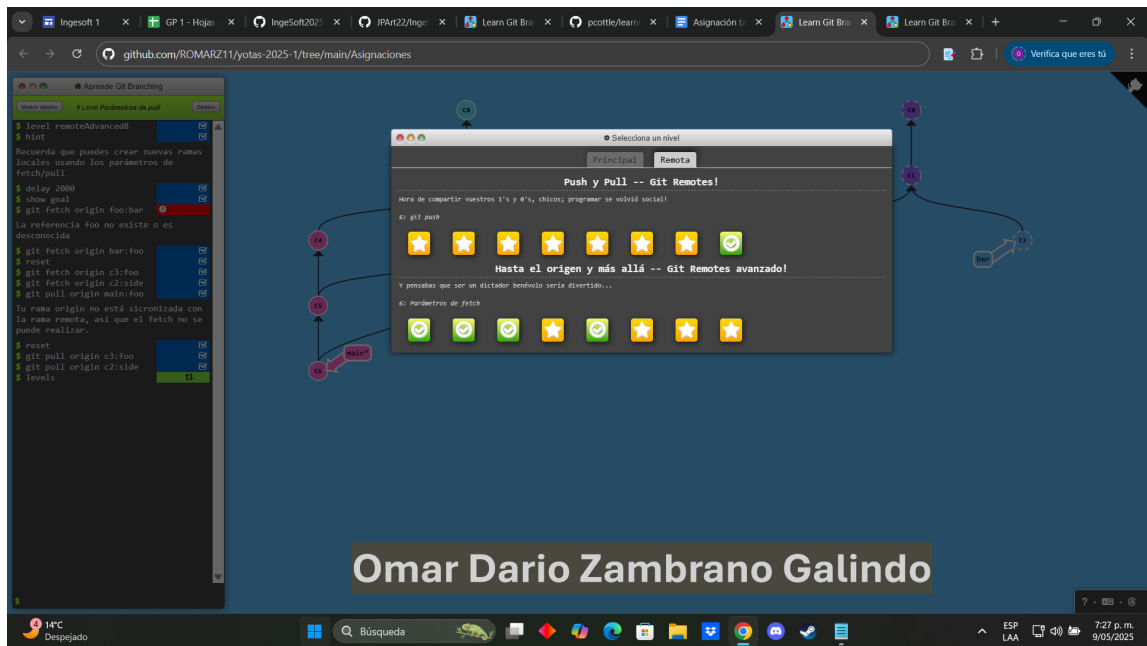 Ingesoft 1
GP 1 - Hojas
IngeSoft2025
JPArt22/Inge
Learn Git Bra
pcottle/learn
Asignación ta
Learn Git Bra
Learn Git Bra
github.com/ROMARZ11/yotas-2025-1/tree/main/Asignaciones
Verifica que eres tú
Aprende Git Branching
Level Parámetros de pull
Objetivo
$ level remoteAdvanced8
$ hint
Recuerda que puedes crear nuevas ramas
locales usando los parámetros de
fetch/pull
$ delay 2000
$ show goal
$ git fetch origin foo:bar
La referencia foo no existe o es
desconocida
$ git fetch origin bar:foo
$ reset
$ git fetch origin c3:foo
$ git fetch origin c2:side
$ git pull origin main:foo
Tu rama origin no está sicronizada con
la rama remota, así que el fetch no se
puede realizar.
$ reset
$ git pull origin c3:foo
$ git pull origin c2:side
$ levels
$
C0
C4
C5
C6
main*
Selecciona un nivel
Principal
Remota
Push y Pull -- Git Remotes!
Hora de compartir vuestros 1's y 0's, chicos; programar se volvió social!
6: git push
Hasta el origen y más allá -- Git Remotes avanzado!
Y pensabas que ser un dictador benévolo sería divertido...
6: Parámetros de fetch
C0
C1
bar
Omar Dario Zambrano Galindo
4
14°C
Despejado
Búsqueda
ESP
LAA
7:27 p. m.
9/05/2025